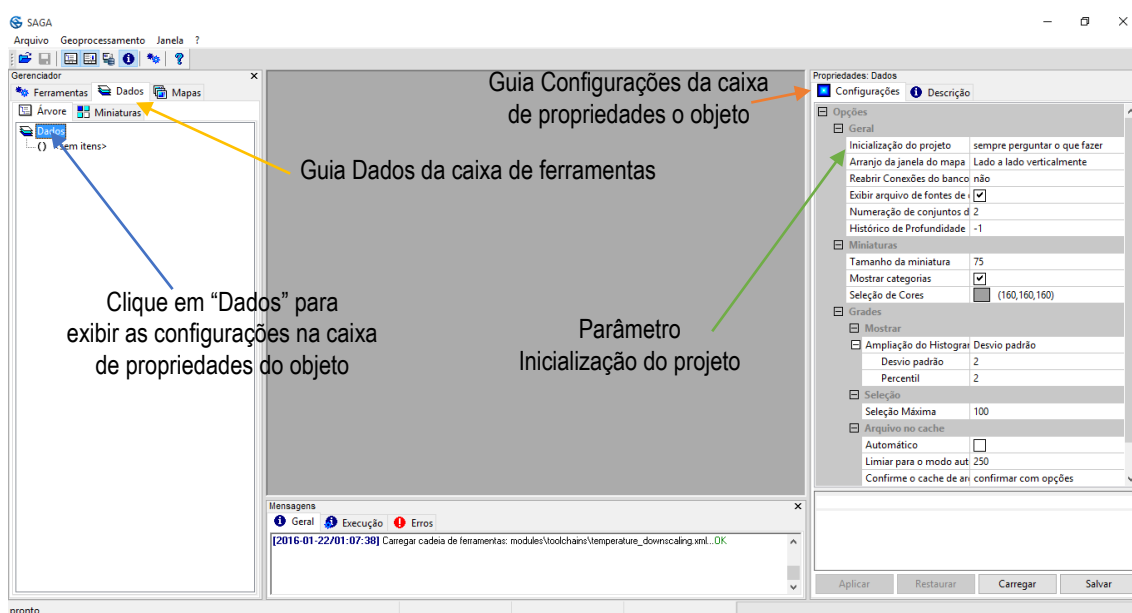 SAGA
Arquivo Geoprocessamento Janela ?
Gerenciador
Ferramentas Dados Mapas
Árvore Miniaturas
Dados
() <sem itens>
Guia Dados da caixa de ferramentas
Clique em “Dados” para
exibir as configurações na caixa
de propriedades do objeto
Guia Configurações da caixa
de propriedades o objeto
Parâmetro
Inicialização do projeto
Mensagens
Geral Execução Erros
[2016-01-22/01:07:38] Carregar cadeia de ferramentas: modules\toolchains\temperature_downscaling.xml...OK
Propriedades: Dados
Configurações Descrição
Opções
Geral
Inicialização do projeto sempre perguntar o que fazer
Arranjo da janela do mapa Lado a lado verticalmente
Reabrir Conexões do banco não
Exibir arquivo de fontes de
Numeração de conjuntos d 2
Histórico de Profundidade -1
Miniaturas
Tamanho da miniatura 75
Mostrar categorias
Seleção de Cores (160,160,160)
Grades
Mostrar
Ampliação do Histogra Desvio padrão
Desvio padrão 2
Percentil 2
Seleção
Seleção Máxima 100
Arquivo no cache
Automático
Limiar para o modo aut 250
Confirme o cache de ar confirmar com opções
Aplicar Restaurar Carregar Salvar
pronto